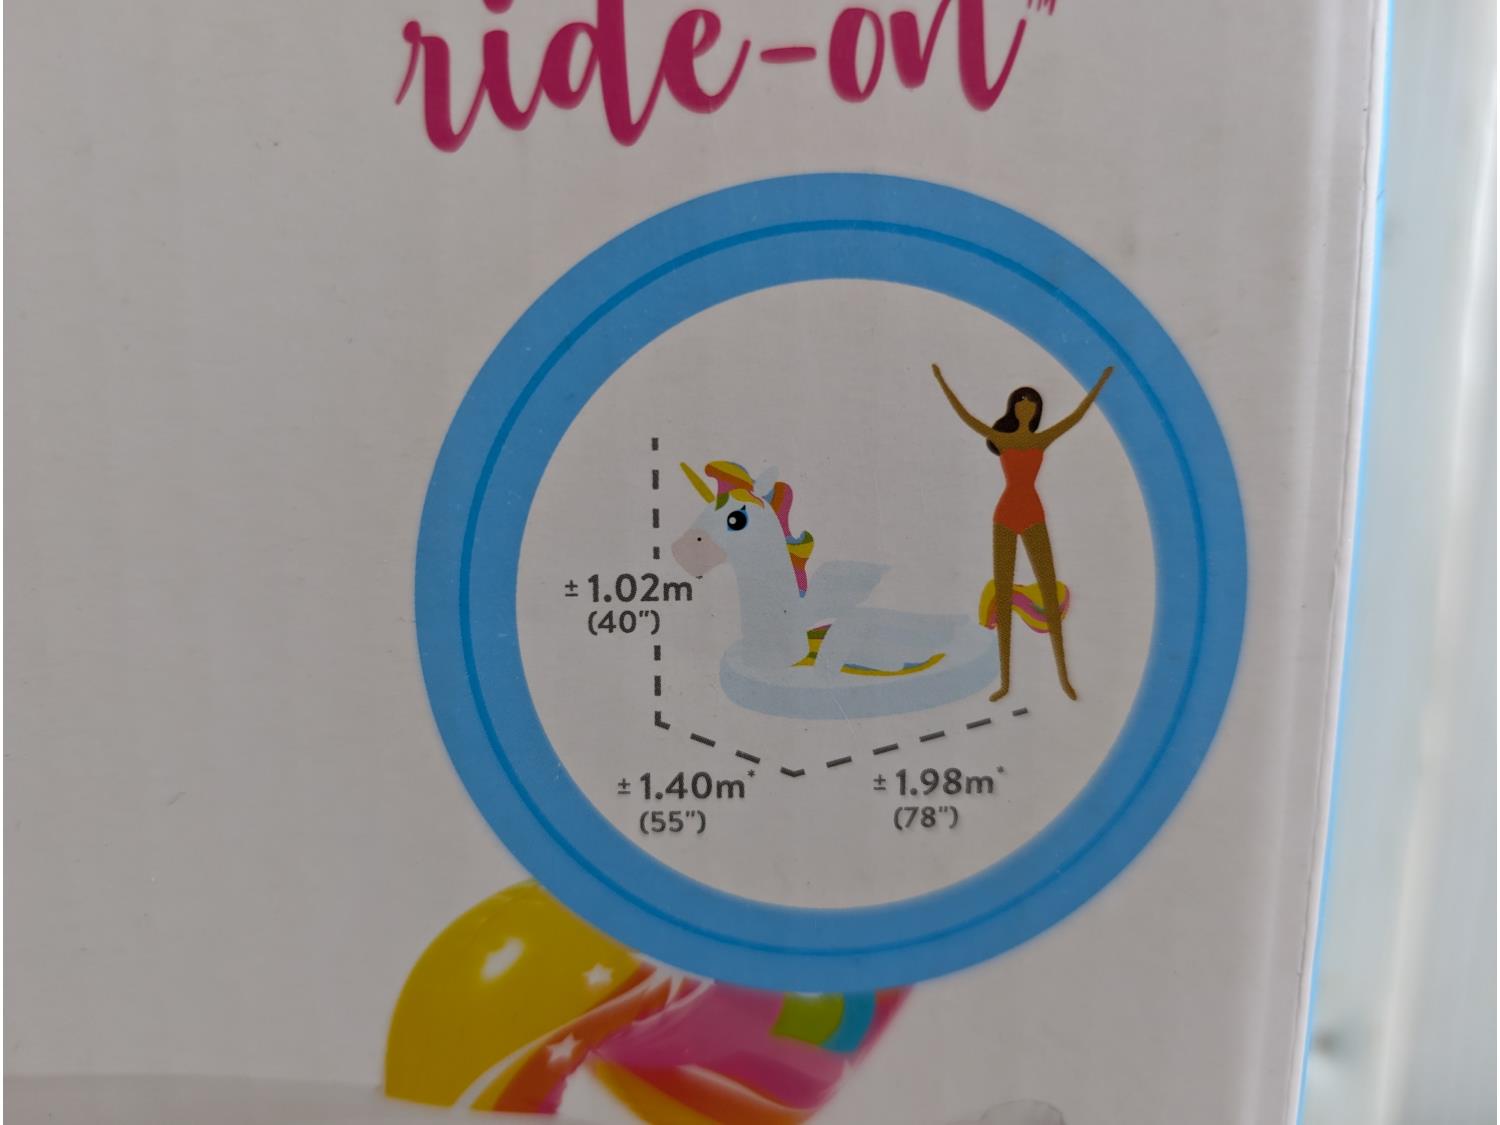 ride-on™
± 1.02m*
(40")
± 1.40m*
(55")
± 1.98m*
(78")